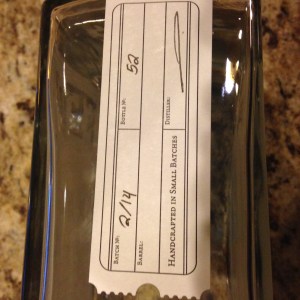 BATCH Nº. 2/14
BOTTLE Nº. 52
BARREL:
DISTILLER:
HANDCRAFTED IN SMALL BATCHES